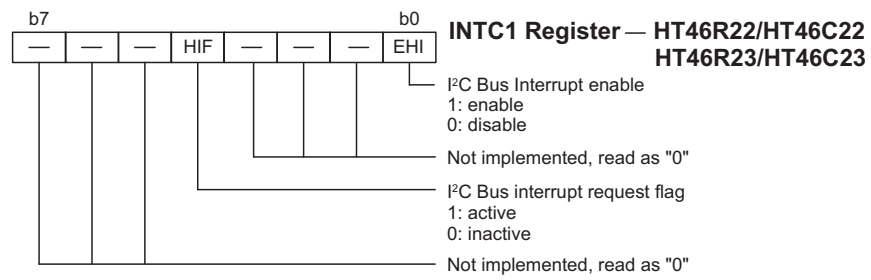 b7 b0
INTC1 Register — HT46R22/HT46C22
HT46R23/HT46C23
— — — HIF — — — EHI
I²C Bus Interrupt enable
1: enable
0: disable
Not implemented, read as "0"
I²C Bus interrupt request flag
1: active
0: inactive
Not implemented, read as "0"